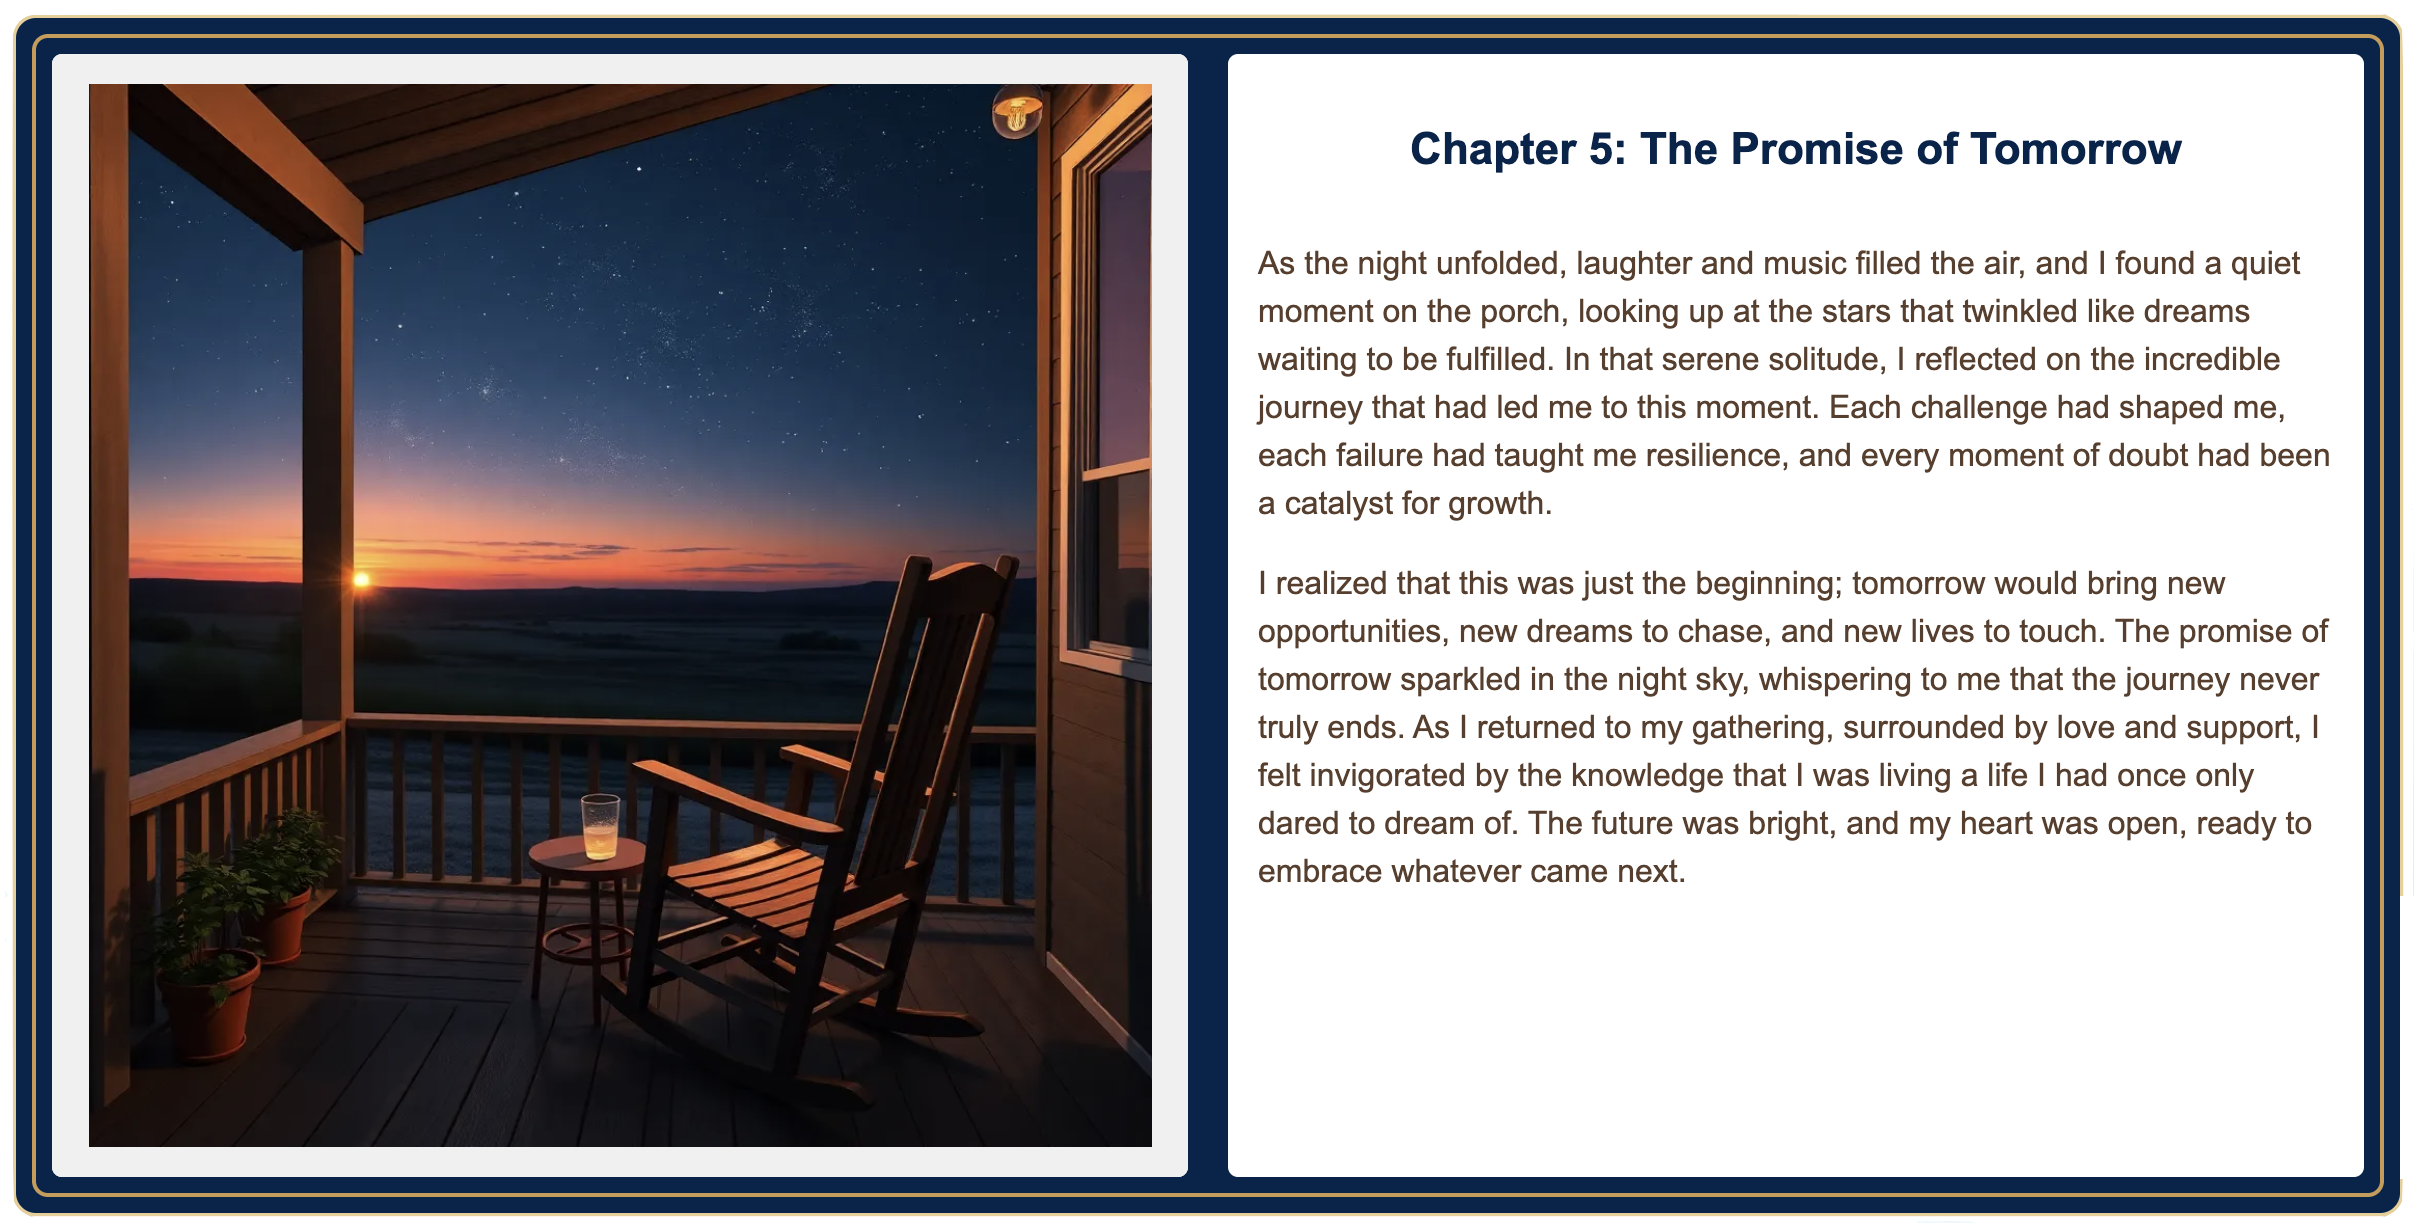 Chapter 5: The Promise of Tomorrow
As the night unfolded, laughter and music filled the air, and I found a quiet
moment on the porch, looking up at the stars that twinkled like dreams
waiting to be fulfilled. In that serene solitude, I reflected on the incredible
journey that had led me to this moment. Each challenge had shaped me,
each failure had taught me resilience, and every moment of doubt had been
a catalyst for growth.
I realized that this was just the beginning; tomorrow would bring new
opportunities, new dreams to chase, and new lives to touch. The promise of
tomorrow sparkled in the night sky, whispering to me that the journey never
truly ends. As I returned to my gathering, surrounded by love and support, I
felt invigorated by the knowledge that I was living a life I had once only
dared to dream of. The future was bright, and my heart was open, ready to
embrace whatever came next.